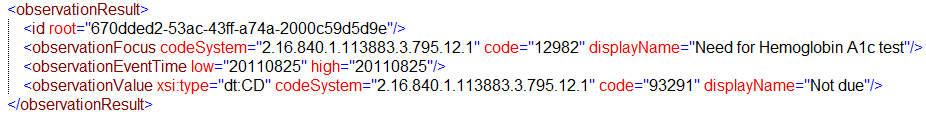 <observationResult>
<id root="670dded2-53ac-43ff-a74a-2000c59d5d9e"/>
<observationFocus codeSystem="2.16.840.1.113883.3.795.12.1" code="12982" displayName="Need for Hemoglobin A1c test"/>
<observationEventTime low="20110825" high="20110825"/>
<observationValue xsi:type="dt:CD" codeSystem="2.16.840.1.113883.3.795.12.1" code="93291" displayName="Not due"/>
</observationResult>